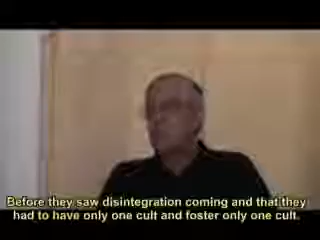 Before they saw disintegration coming and that they
had to have only one cult and foster only one cult.